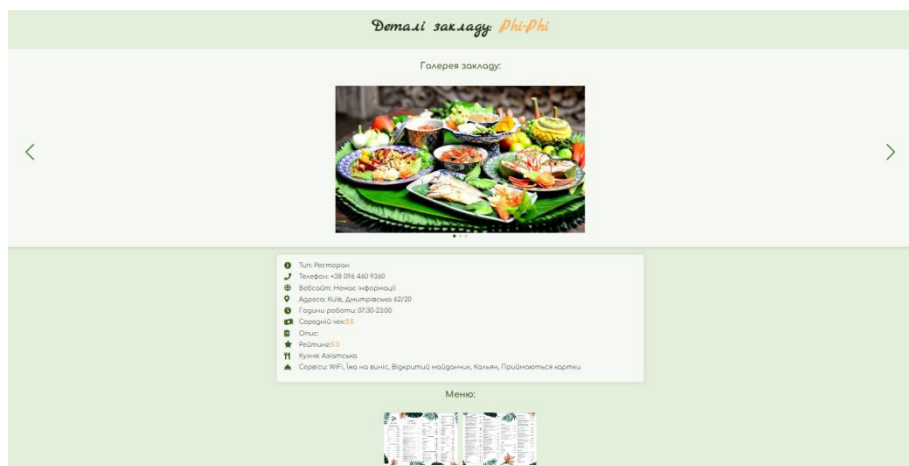 Деталі закладу: Phi-Phi
Галерея закладу:
Тип: Ресторан
Телефон: +38 096 460 9360
Вебсайт: Немає інформації
Адреса: Київ, Дмитрівська 62/20
Години роботи: 07:30-23:00
Середній чек:$$
Опис:
Рейтинг:5.0
Кухня: Азіатська
Сервіси: WiFi, Їжа на виніс, Відкритий майданчик, Кальян, Приймаються картки
Меню: